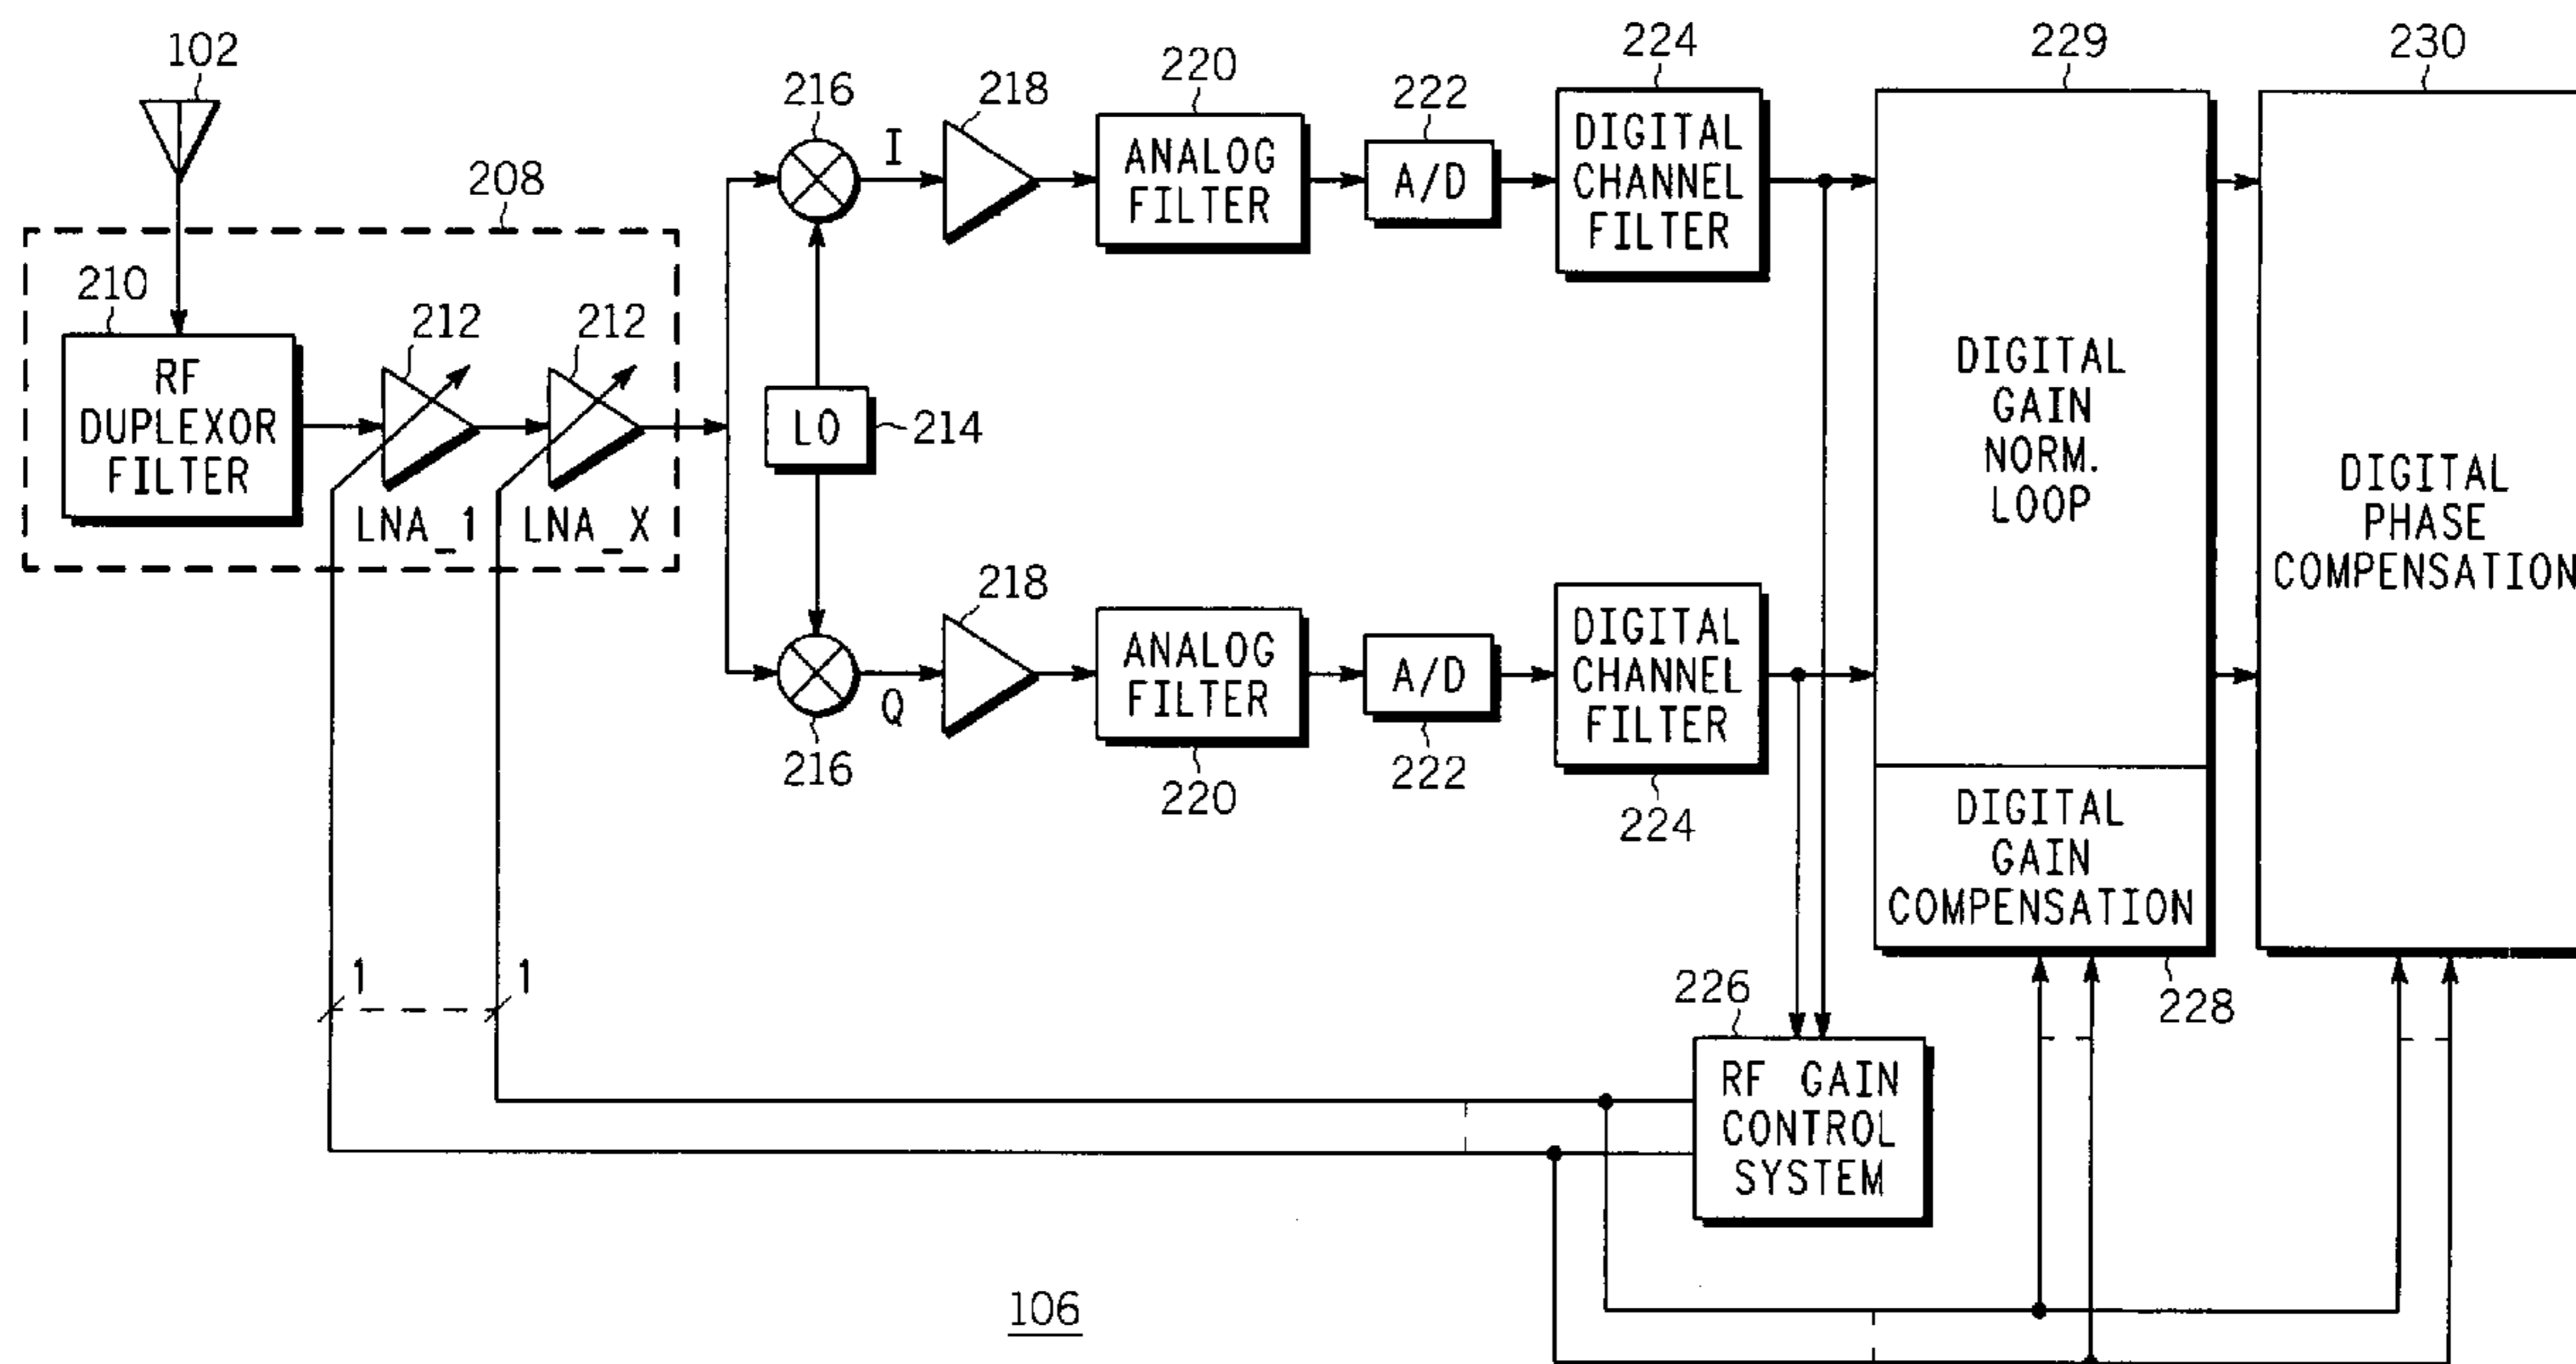 102
208
210
RF
DUPLEXOR
FILTER
212
LNA_1
212
LNA_X
216
I
218
220
ANALOG
FILTER
222
A/D
224
DIGITAL
CHANNEL
FILTER
LO
214
216
Q
218
ANALOG
FILTER
220
A/D
222
DIGITAL
CHANNEL
FILTER
224
229
DIGITAL
GAIN
NORM.
LOOP
DIGITAL
GAIN
COMPENSATION
228
230
DIGITAL
PHASE
COMPENSATION
226
RF GAIN
CONTROL
SYSTEM
1
1
106